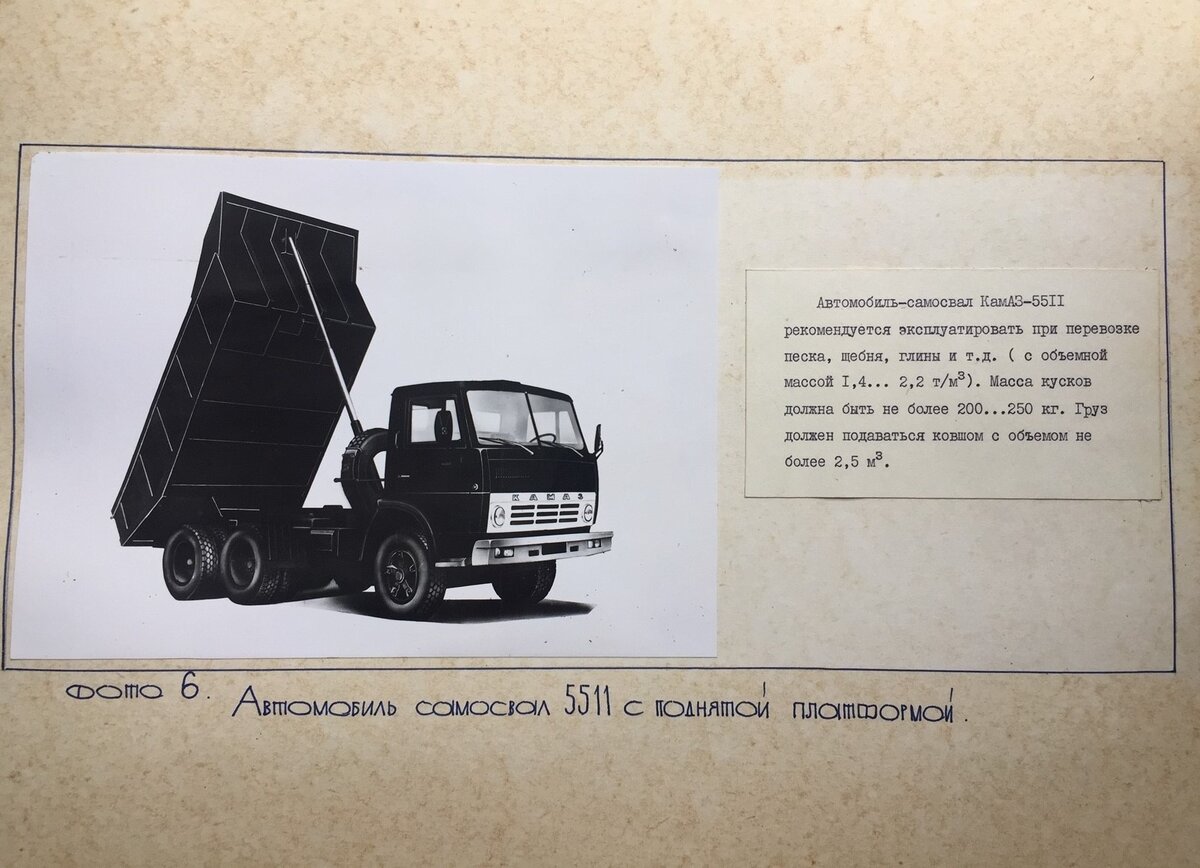 КАМАЗ
Автомобиль-самосвал КамАЗ-55II
рекомендуется эксплуатировать при перевозке
песка, щебня, глины и т.д. ( с объемной
массой I,4... 2,2 т/м³). Масса кусков
должна быть не более 200...250 кг. Груз
должен подаваться ковшом с объемом не
более 2,5 м³.
Фото 6. Автомобиль самосвал 5511 с поднятой платформой.